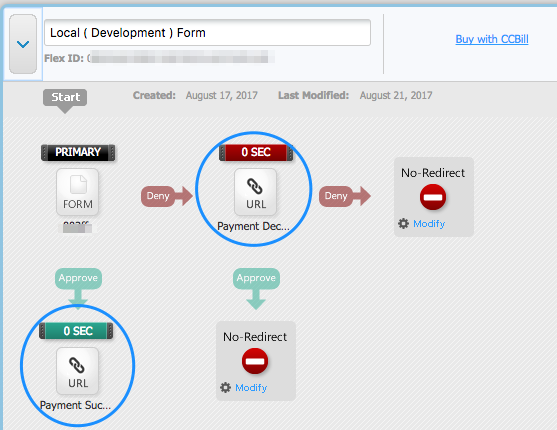 Local ( Development ) Form
Buy with CCBill
Flex ID:
Start
Created: August 17, 2017 Last Modified: August 21, 2017
PRIMARY
0 SEC
No-Redirect
FORM
Deny
URL
Deny
Modify
Payment Dec...
Approve
Approve
0 SEC
No-Redirect
URL
Modify
Payment Suc...